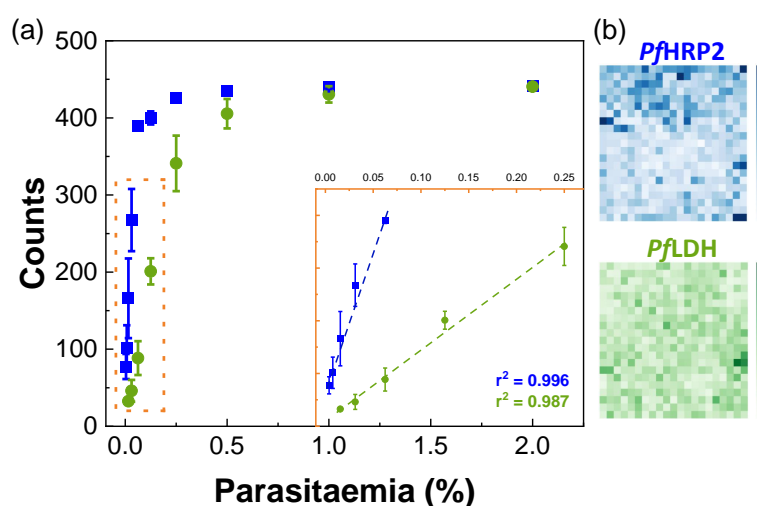 (a)
500
400
300
200
100
0
Counts
0.00 0.05 0.10 0.15 0.20 0.25
r² = 0.996
r² = 0.987
0.0 0.5 1.0 1.5 2.0
Parasitaemia (%)
(b)
PfHRP2
PfLDH